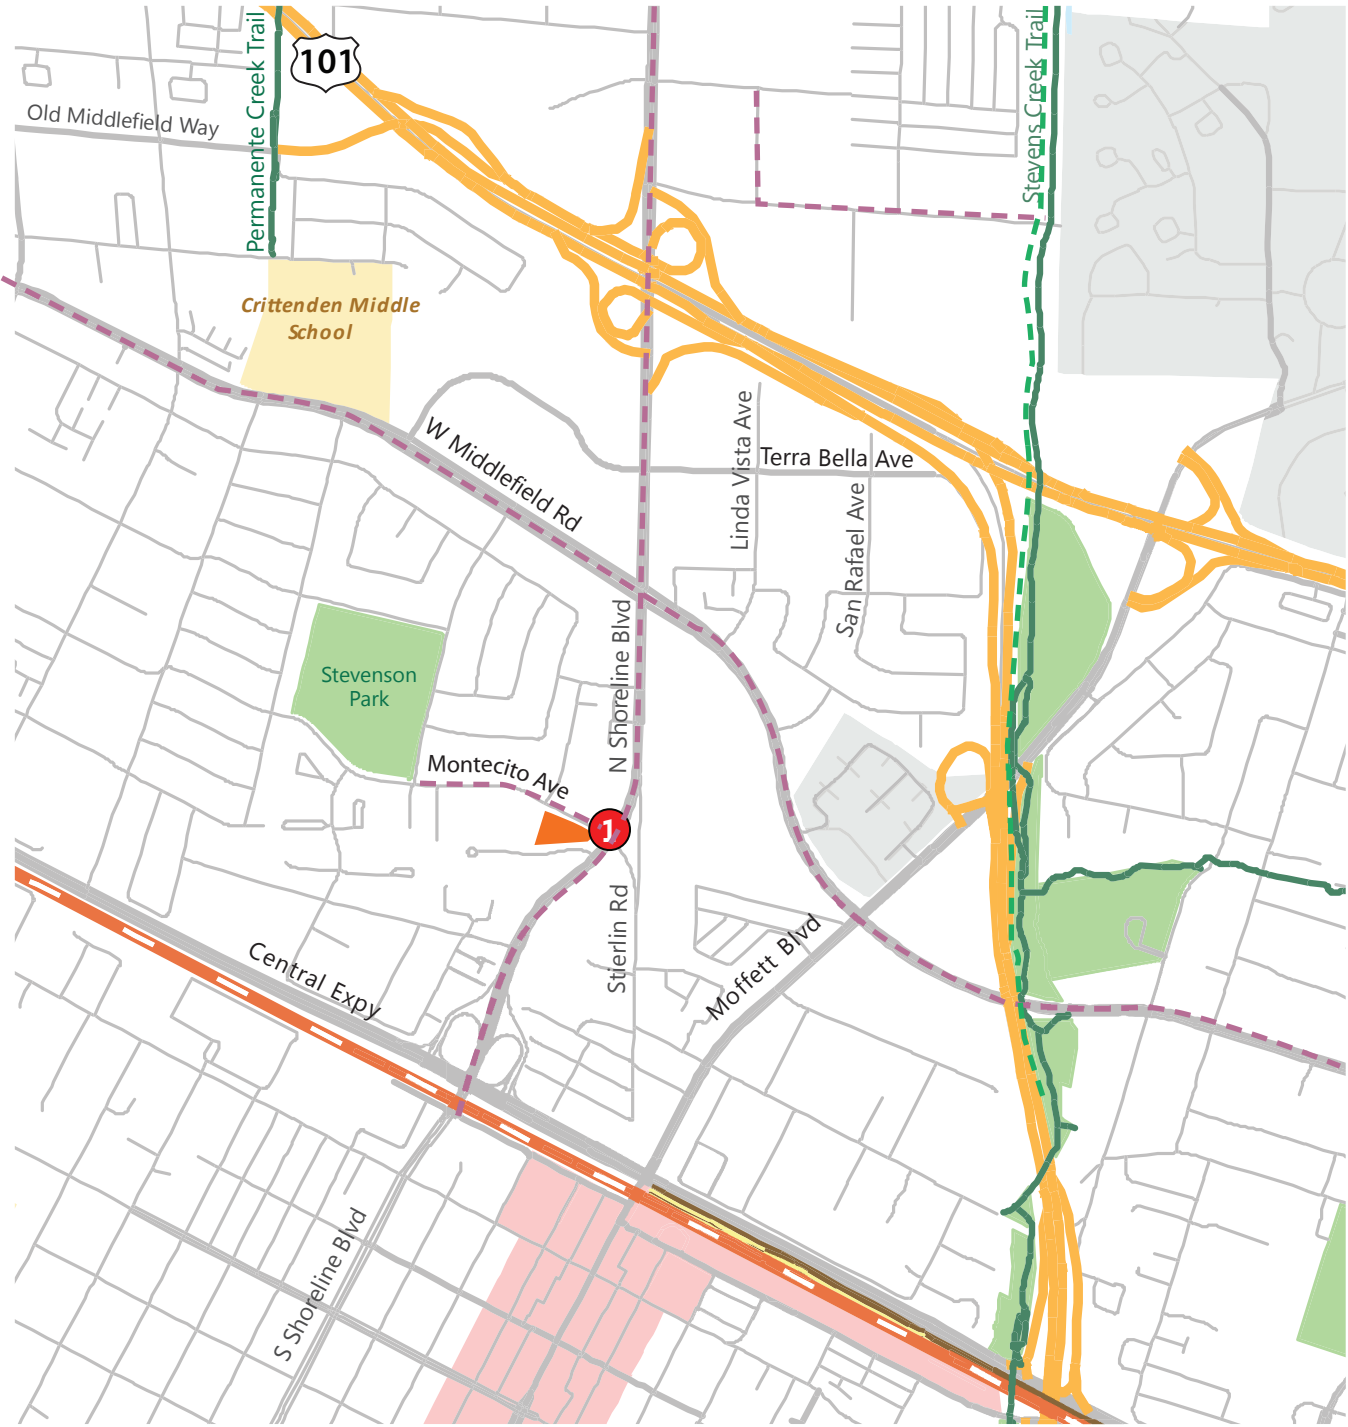 Permanente Creek Trail
101
Stevens Creek Trail
Old Middlefield Way
Crittenden Middle
School
W Middlefield Rd
Linda Vista Ave
Terra Bella Ave
San Rafael Ave
N Shoreline Blvd
Stevenson
Park
Montecito Ave
1
Stierlin Rd
Moffett Blvd
Central Expy
S Shoreline Blvd